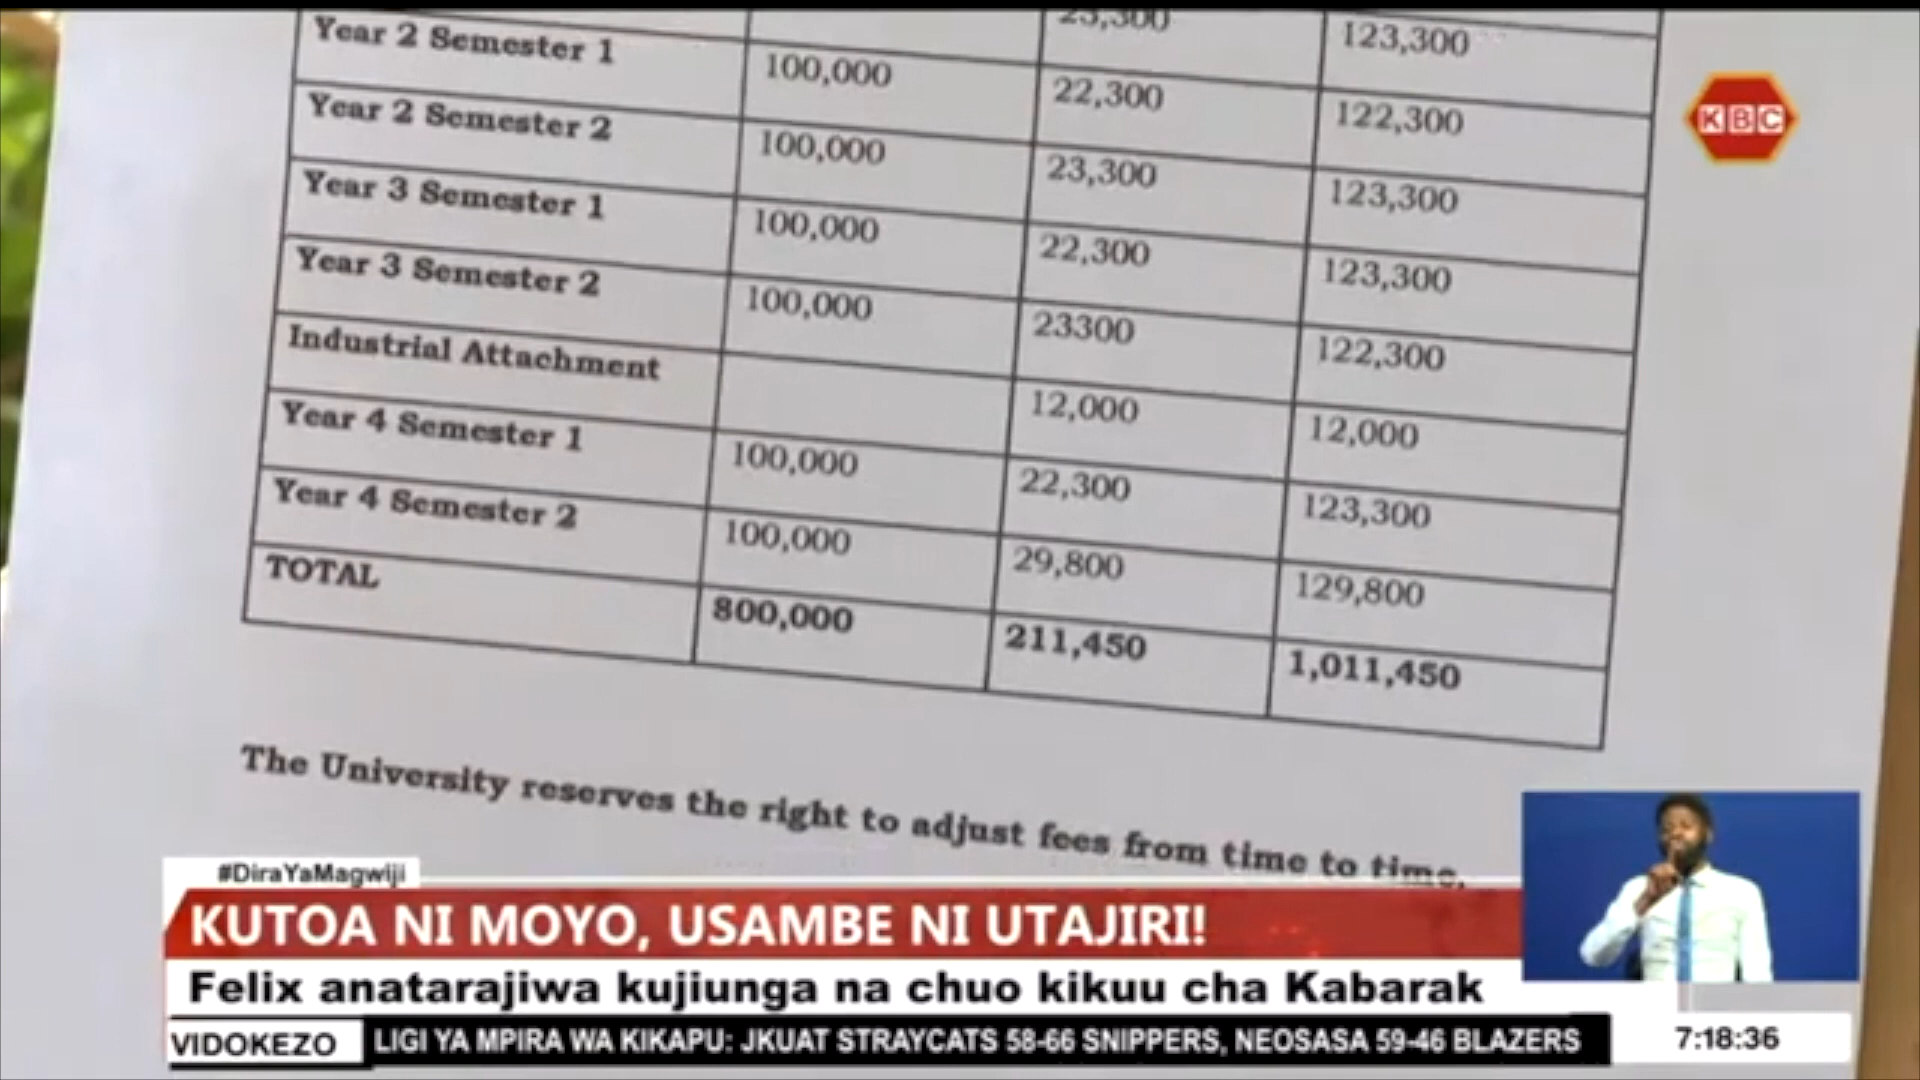 23,300 123,300
Year 2 Semester 1 100,000 22,300 122,300
Year 2 Semester 2 100,000 23,300 123,300
Year 3 Semester 1 100,000 22,300 123,300
Year 3 Semester 2 100,000 23300 122,300
Industrial Attachment 12,000 12,000
Year 4 Semester 1 100,000 22,300 123,300
Year 4 Semester 2 100,000 29,800 129,800
TOTAL 800,000 211,450 1,011,450
The University reserves the right to adjust fees from time to time.
KBC
#DiraYaMagwiji
KUTOA NI MOYO, USAMBE NI UTAJIRI!
Felix anatarajiwa kujiunga na chuo kikuu cha Kabarak
VIDOKEZO LIGI YA MPIRA WA KIKAPU: JKUAT STRAYCATS 58-66 SNIPPERS, NEOSASA 59-46 BLAZERS 7:18:36